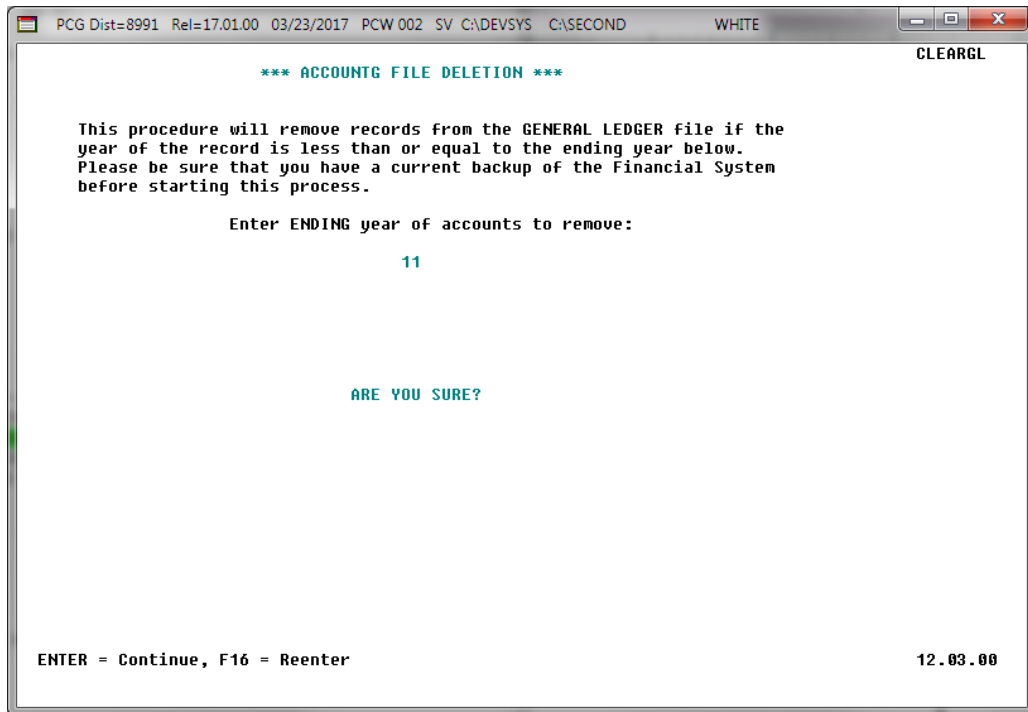 PCG Dist=8991 Rel=17.01.00 03/23/2017 PCW 002 SV C:\DEVSYS C:\SECOND WHITE
CLEARGL
*** ACCOUNTG FILE DELETION ***
This procedure will remove records from the GENERAL LEDGER file if the
year of the record is less than or equal to the ending year below.
Please be sure that you have a current backup of the Financial System
before starting this process.
Enter ENDING year of accounts to remove:
11
ARE YOU SURE?
ENTER = Continue, F16 = Reenter 12.03.00